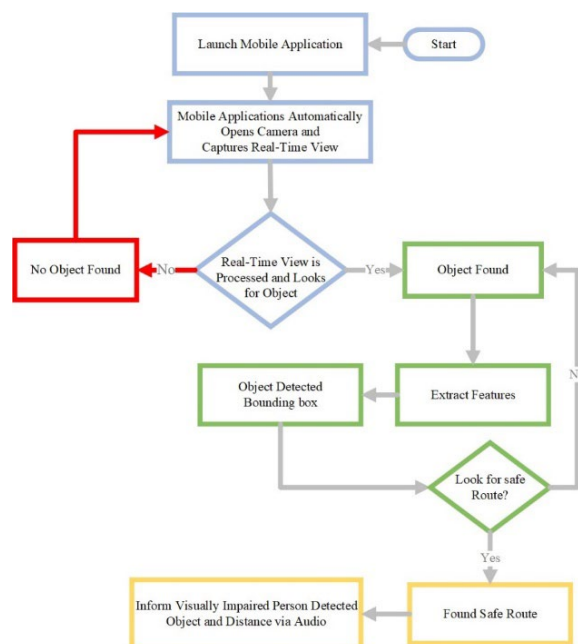 Start
Launch Mobile Application
Mobile Applications Automatically
Opens Camera and
Captures Real-Time View
Real-Time View is
Processed and Looks
for Object
No
No Object Found
Yes
Object Found
Extract Features
Object Detected
Bounding box
Look for safe
Route?
Yes
Found Safe Route
Inform Visually Impaired Person Detected
Object and Distance via Audio